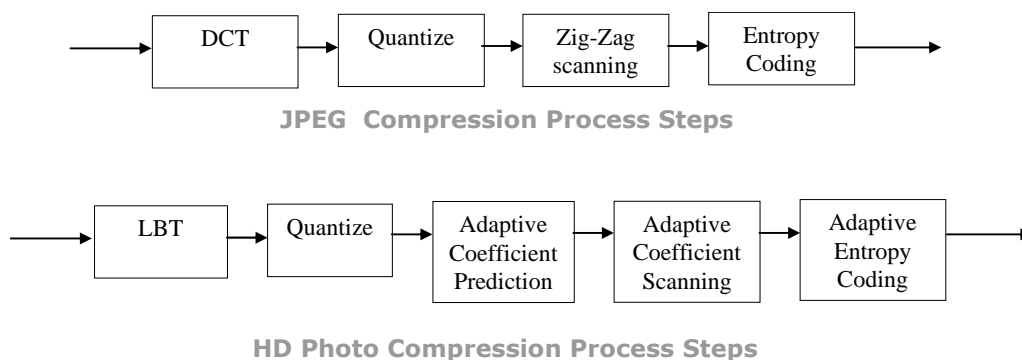 DCT
Quantize
Zig-Zag
scanning
Entropy
Coding
JPEG Compression Process Steps
LBT
Quantize
Adaptive
Coefficient
Prediction
Adaptive
Coefficient
Scanning
Adaptive
Entropy
Coding
HD Photo Compression Process Steps